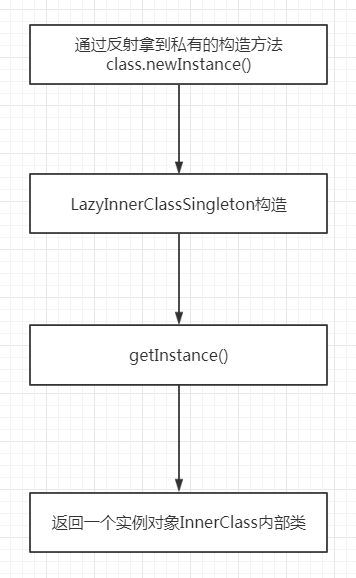 通过反射拿到私有的构造方法
class.newInstance()
LazyInnerClassSingleton构造
getInstance()
返回一个实例对象InnerClass内部类